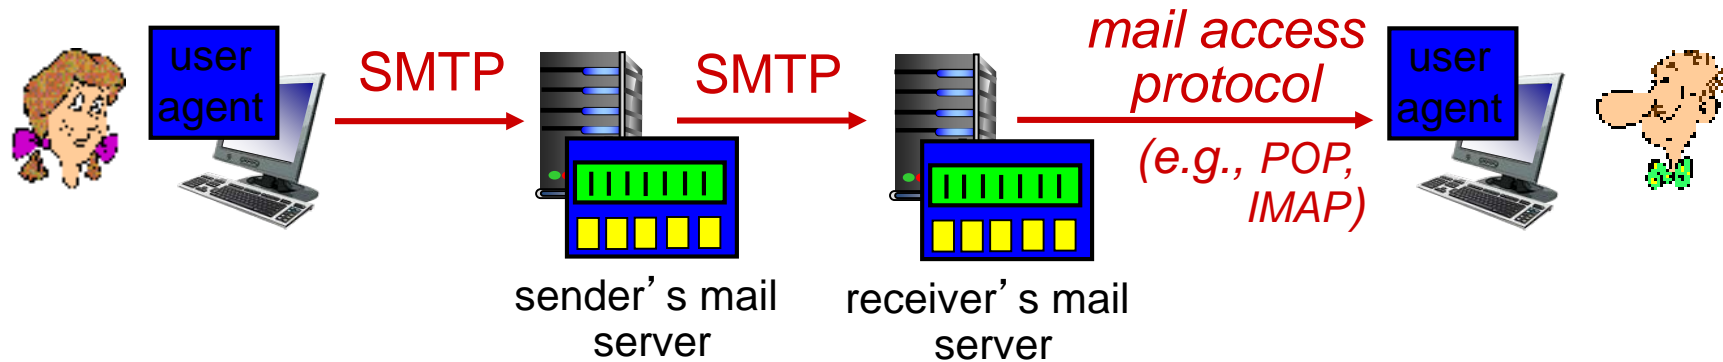 user
agent
SMTP
SMTP
mail access
protocol
(e.g., POP,
IMAP)
user
agent
sender’s mail
server
receiver’s mail
server